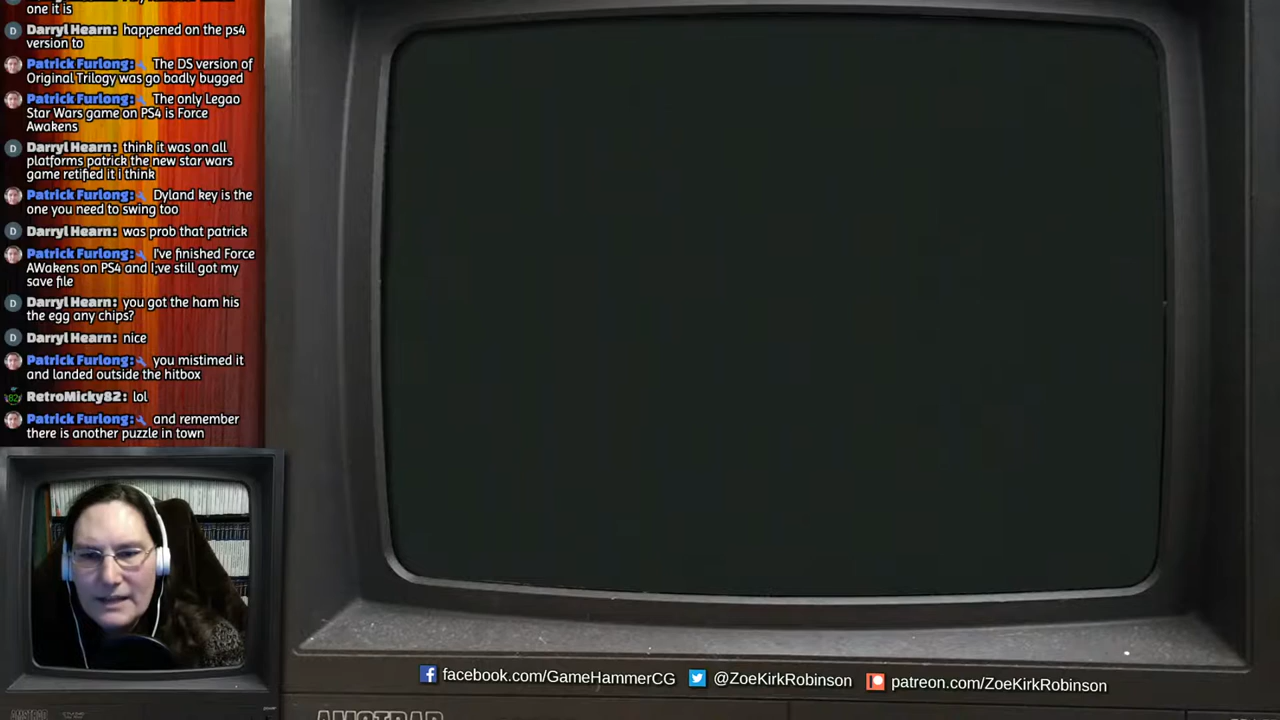 one it is
Darryl Hearn: happened on the ps4
version to
Patrick Furlong: The DS version of
Original Trilogy was go badly bugged
Patrick Furlong: The only Legao
Star Wars game on PS4 is Force
Awakens
Darryl Hearn: think it was on all
platforms patrick the new star wars
game retified it i think
Patrick Furlong: Dyland key is the
one you need to swing too
Darryl Hearn: was prob that patrick
Patrick Furlong: I've finished Force
AWakens on PS4 and I;ve still got my
save file
Darryl Hearn: you got the ham his
the egg any chips?
Darryl Hearn: nice
Patrick Furlong: you mistimed it
and landed outside the hitbox
RetroMicky82: lol
Patrick Furlong: and remember
there is another puzzle in town
facebook.com/GameHammerCG @ZoeKirkRobinson patreon.com/ZoeKirkRobinson
AMSTRAD